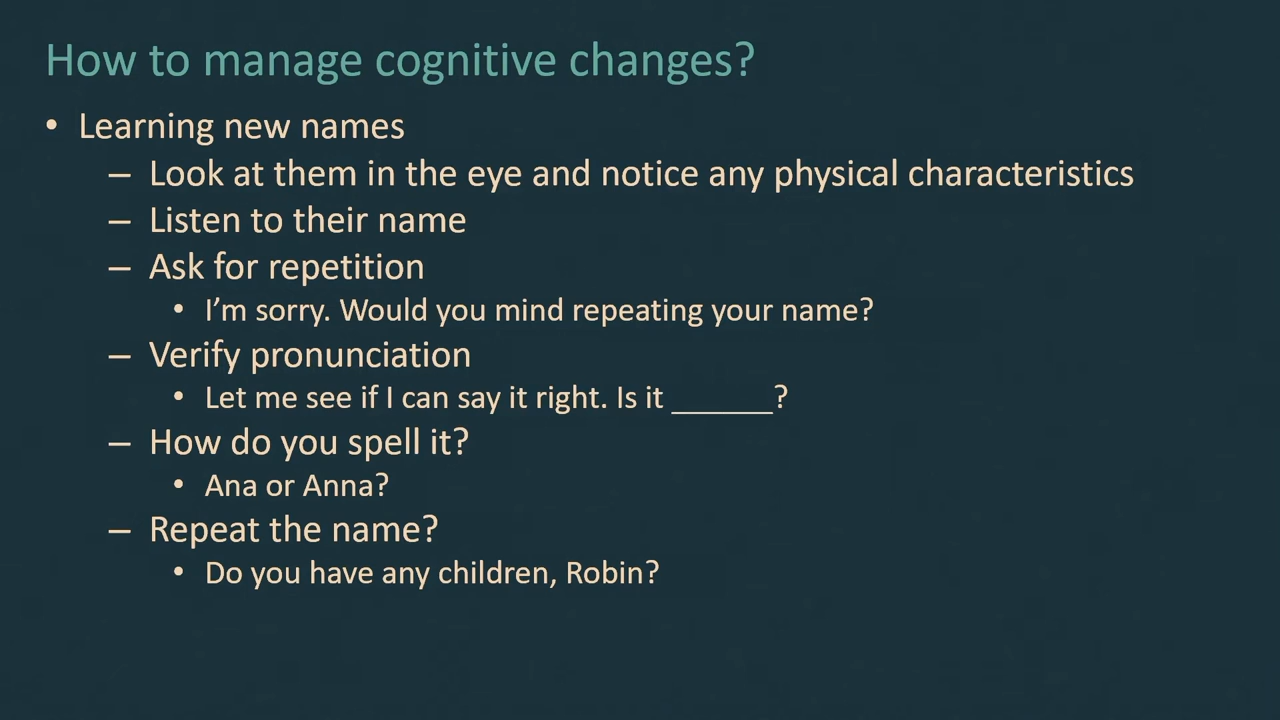 How to manage cognitive changes?
• Learning new names
– Look at them in the eye and notice any physical characteristics
– Listen to their name
– Ask for repetition
• I’m sorry. Would you mind repeating your name?
– Verify pronunciation
• Let me see if I can say it right. Is it ______?
– How do you spell it?
• Ana or Anna?
– Repeat the name?
• Do you have any children, Robin?